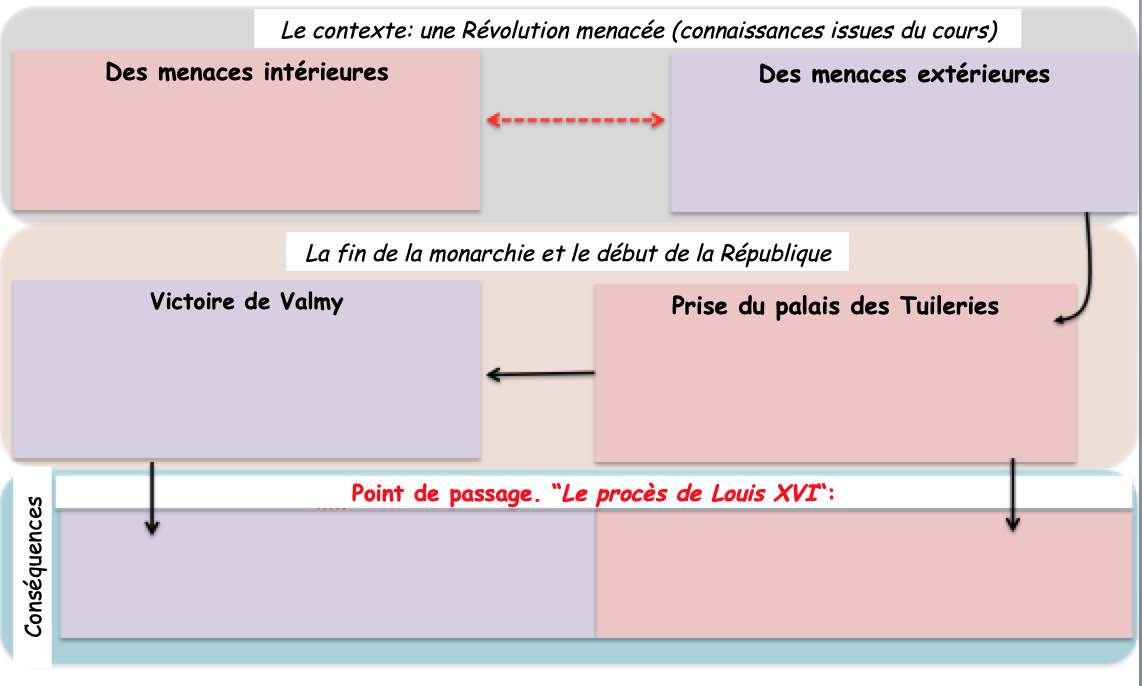 Le contexte: une Révolution menacée (connaissances issues du cours)
Des menaces intérieures
Des menaces extérieures
La fin de la monarchie et le début de la République
Victoire de Valmy
Prise du palais des Tuileries
Point de passage. “Le procès de Louis XVI“:
Conséquences